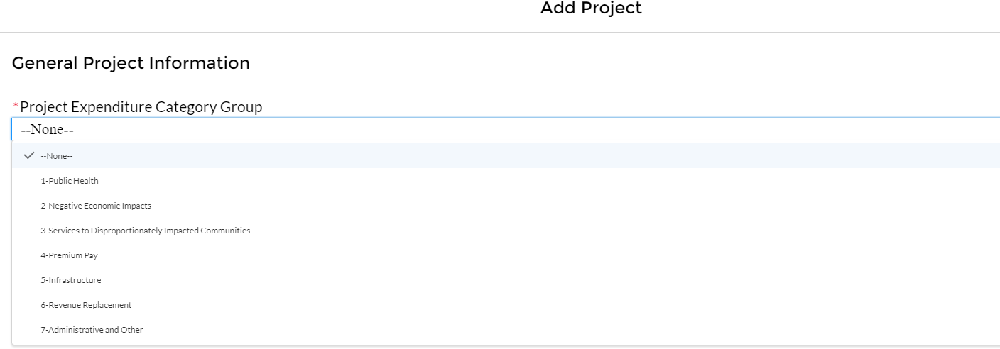 Add Project
General Project Information
*Project Expenditure Category Group
--None--
--None--
1-Public Health
2-Negative Economic Impacts
3-Services to Disproportionately Impacted Communities
4-Premium Pay
5-Infrastructure
6-Revenue Replacement
7-Administrative and Other